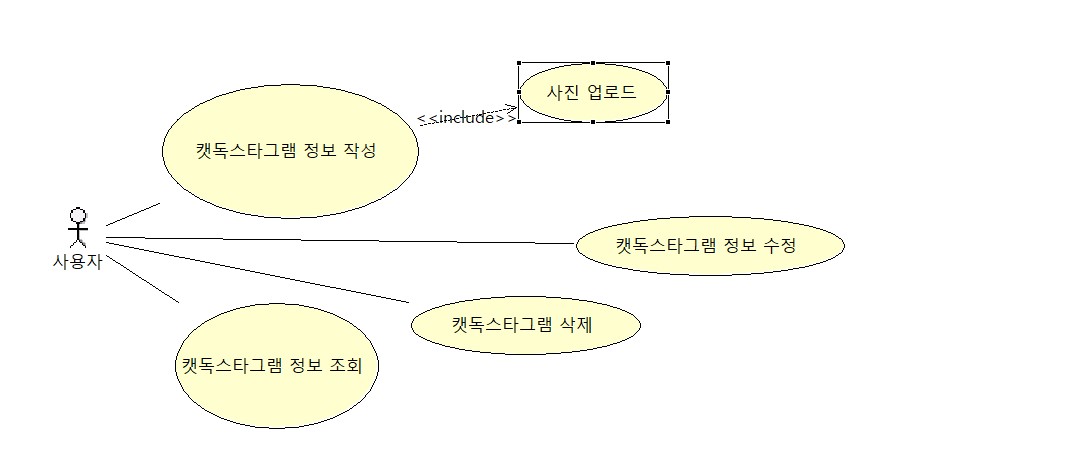 사진 업로드
<<include>>
캣독스타그램 정보 작성
캣독스타그램 정보 수정
사용자
캣독스타그램 삭제
캣독스타그램 정보 조회